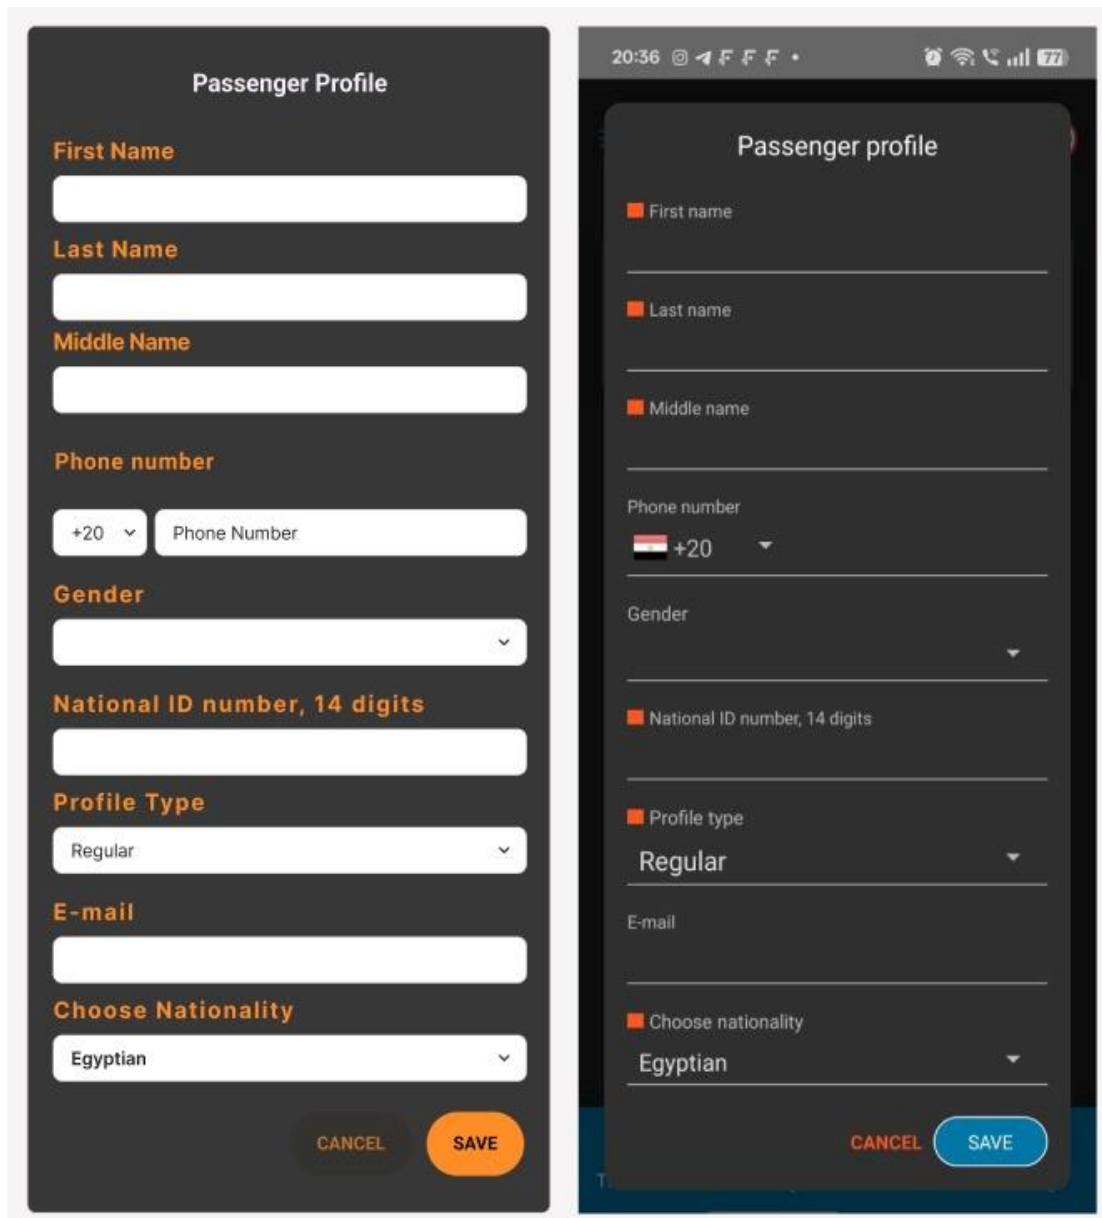 Passenger Profile
First Name
Last Name
Middle Name
Phone number
+20 Phone Number
Gender
National ID number, 14 digits
Profile Type
Regular
E-mail
Choose Nationality
Egyptian
CANCEL SAVE
20:36 77
Passenger profile
First name
Last name
Middle name
Phone number
+20
Gender
National ID number, 14 digits
Profile type
Regular
E-mail
Choose nationality
Egyptian
CANCEL SAVE